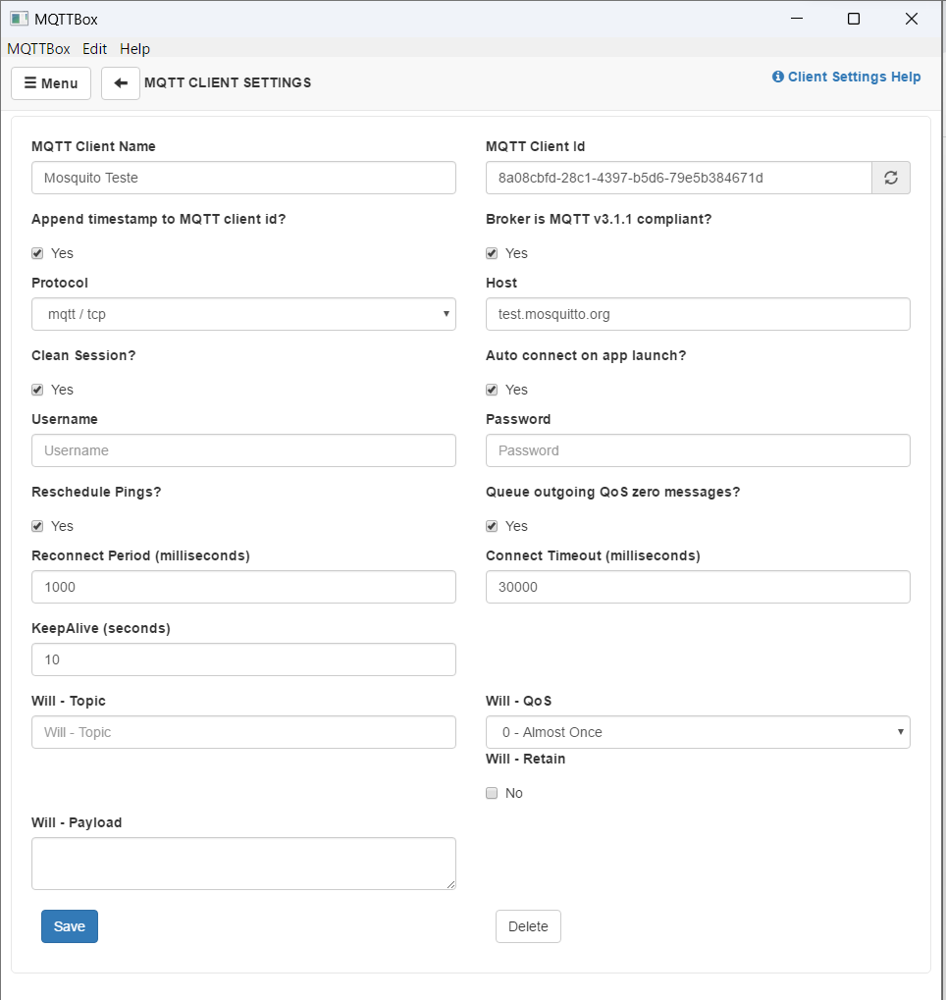 MQTTBox
MQTTBox Edit Help
Menu MQTT CLIENT SETTINGS Client Settings Help
MQTT Client Name MQTT Client Id
Mosquito Teste 8a08cbfd-28c1-4397-b5d6-79e5b384671d
Append timestamp to MQTT client id? Broker is MQTT v3.1.1 compliant?
Yes Yes
Protocol Host
mqtt / tcp test.mosquitto.org
Clean Session? Auto connect on app launch?
Yes Yes
Username Password
Username Password
Reschedule Pings? Queue outgoing QoS zero messages?
Yes Yes
Reconnect Period (milliseconds) Connect Timeout (milliseconds)
1000 30000
KeepAlive (seconds)
10
Will - Topic Will - QoS
Will - Topic 0 - Almost Once
Will - Retain
No
Will - Payload
Save Delete